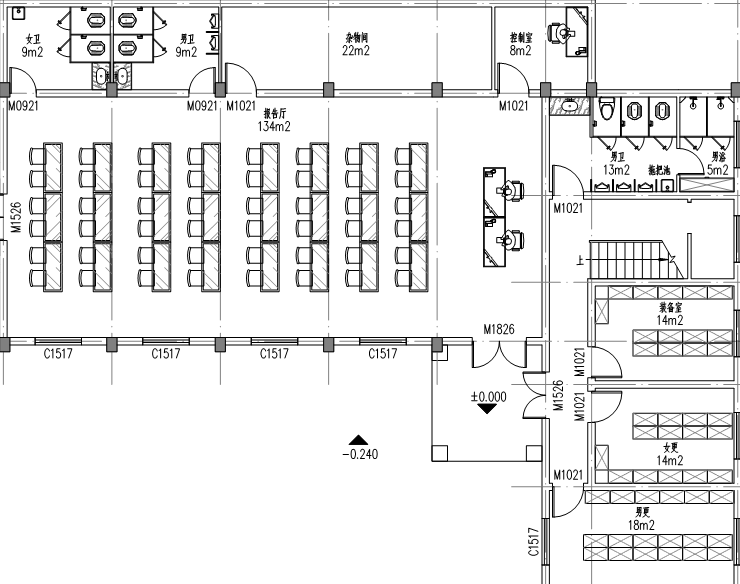 女卫
9m2
男卫
9m2
杂物间
22m2
控制室
8m2
M0921
M0921
M1021
M1021
报告厅
134m2
男卫
13m2
拖把池
男浴
5m2
M1526
M1021
上
装备室
14m2
M1826
C1517
C1517
C1517
C1517
M1021
±0.000
M1526
M1021
-0.240
女更
14m2
M1021
男更
18m2
C1517